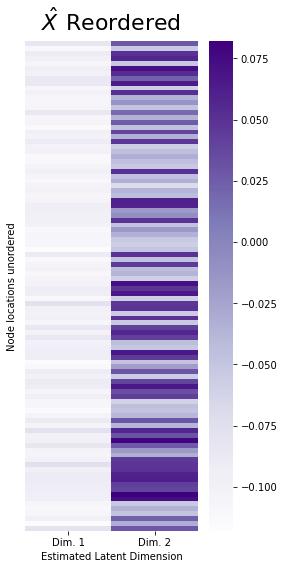 X̂ Reordered
Node locations unordered
Dim. 1
Dim. 2
Estimated Latent Dimension
0.075
0.050
0.025
0.000
−0.025
−0.050
−0.075
−0.100